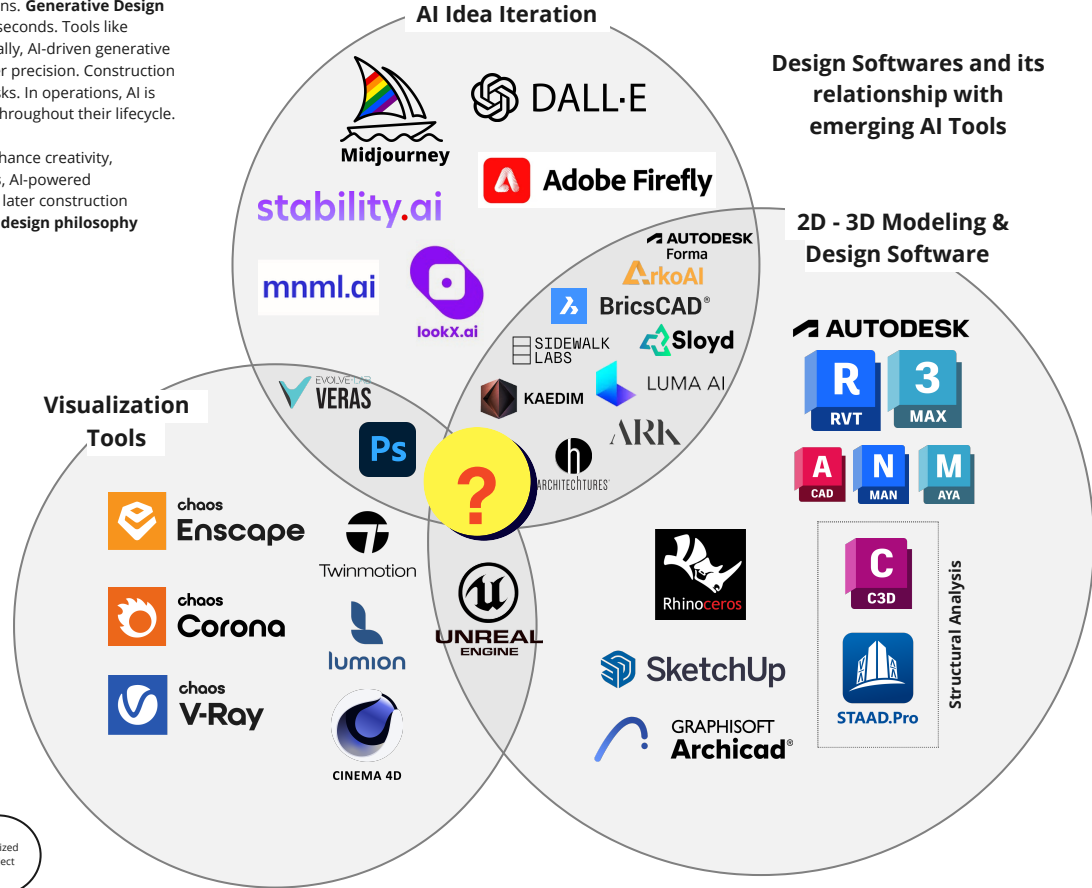 ns. Generative Design
seconds. Tools like
ally, AI-driven generative
er precision. Construction
sks. In operations, AI is
throughout their lifecycle.
hance creativity,
s, AI-powered
later construction
design philosophy
AI Idea Iteration
Design Softwares and its
relationship with
emerging AI Tools
Midjourney
DALL·E
Adobe Firefly
stability.ai
mnml.ai
lookX.ai
2D - 3D Modeling &
Design Software
AUTODESK
Forma
ArkoAI
BricsCAD®
SIDEWALK
LABS
Sloyd
KAEDIM
LUMA AI
ARK
h
ARCHITECHTURES
EVOLVE LAB
VERAS
Ps
?
Visualization
Tools
chaos
Enscape
chaos
Corona
chaos
V-Ray
Twinmotion
lumion
CINEMA 4D
UNREAL
ENGINE
AUTODESK
R
RVT
3
MAX
A
CAD
N
MAN
M
AYA
C
C3D
STAAD.Pro
Structural Analysis
Rhinoceros
SketchUp
GRAPHISOFT
Archicad®
ized
ect